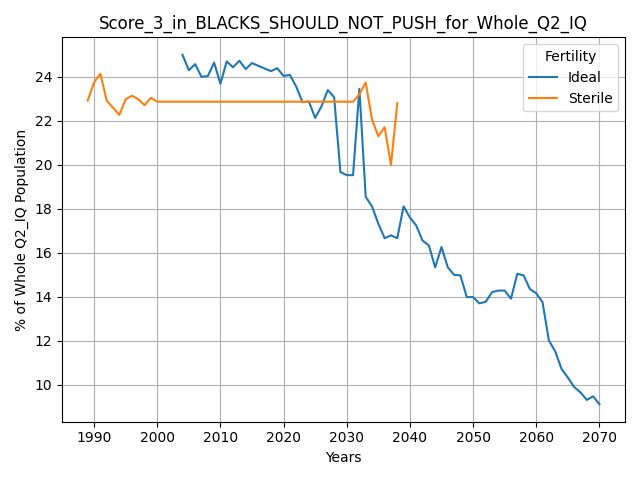 Score_3_in_BLACKS_SHOULD_NOT_PUSH_for_Whole_Q2_IQ
Fertility
Ideal
Sterile
% of Whole Q2_IQ Population
24
22
20
18
16
14
12
10
1990 2000 2010 2020 2030 2040 2050 2060 2070
Years